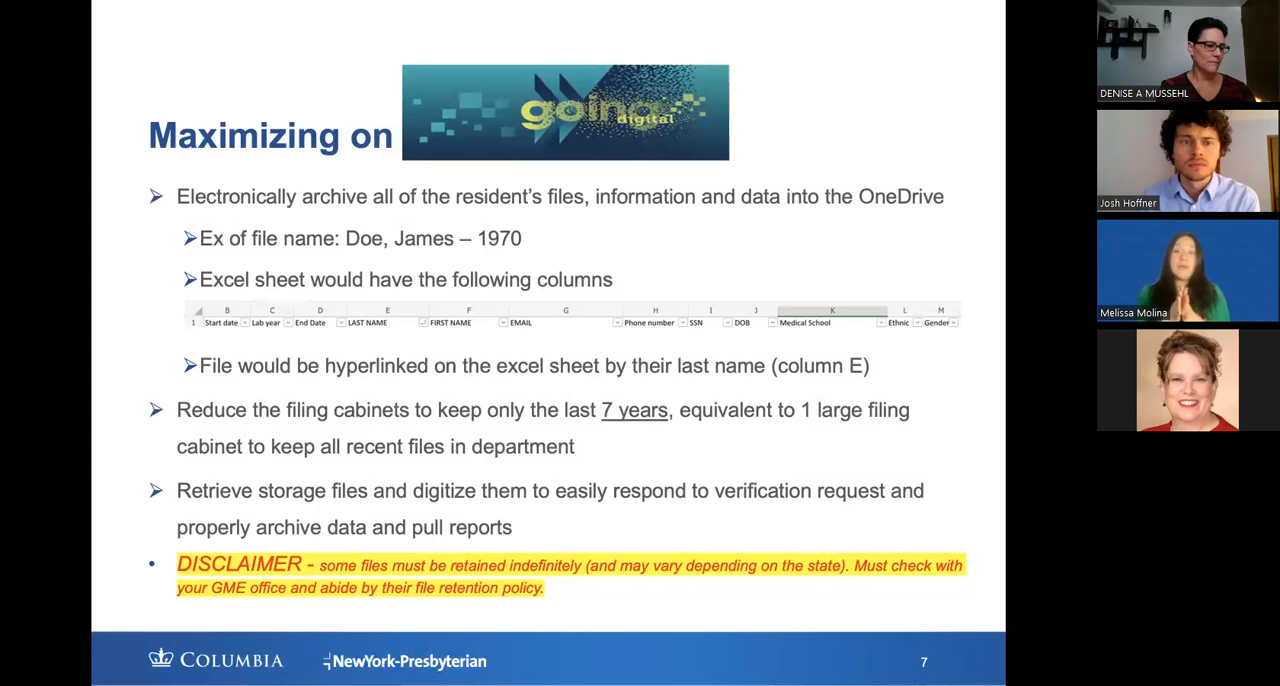 Maximizing on
going
digital
Electronically archive all of the resident's files, information and data into the OneDrive
Ex of file name: Doe, James – 1970
Excel sheet would have the following columns
B C D E F G H I J K L M
1 Start date Lab year End Date LAST NAME FIRST NAME EMAIL Phone number SSN DOB Medical School Ethnic Gender
File would be hyperlinked on the excel sheet by their last name (column E)
Reduce the filing cabinets to keep only the last 7 years, equivalent to 1 large filing
cabinet to keep all recent files in department
Retrieve storage files and digitize them to easily respond to verification request and
properly archive data and pull reports
DISCLAIMER - some files must be retained indefinitely (and may vary depending on the state). Must check with
your GME office and abide by their file retention policy.
COLUMBIA
NewYork-Presbyterian
7
DENISE A MUSSEHL
Josh Hoffner
Melissa Molina